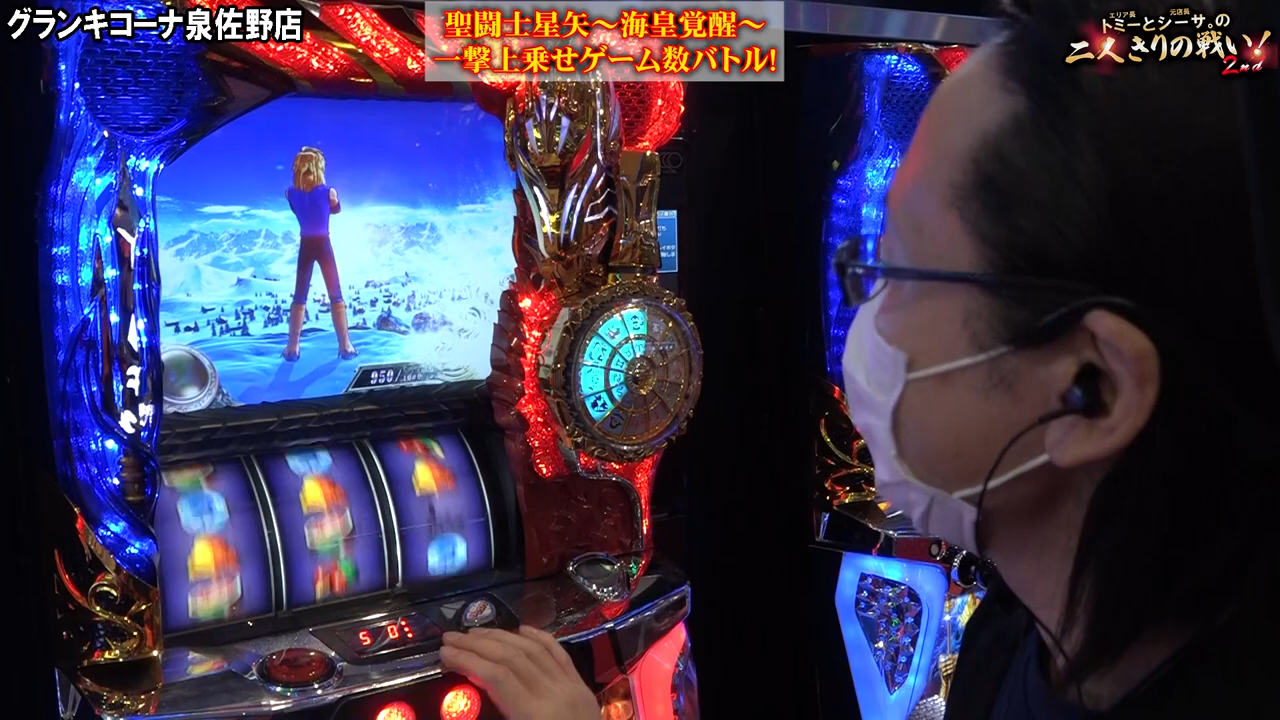 グランキコーナ泉佐野店
聖闘士星矢～海皇覚醒～
一撃上乗せゲーム数バトル!
エリア長 元店長
トミーとシーサ。の
二人きりの戦い!
2nd
950/
50